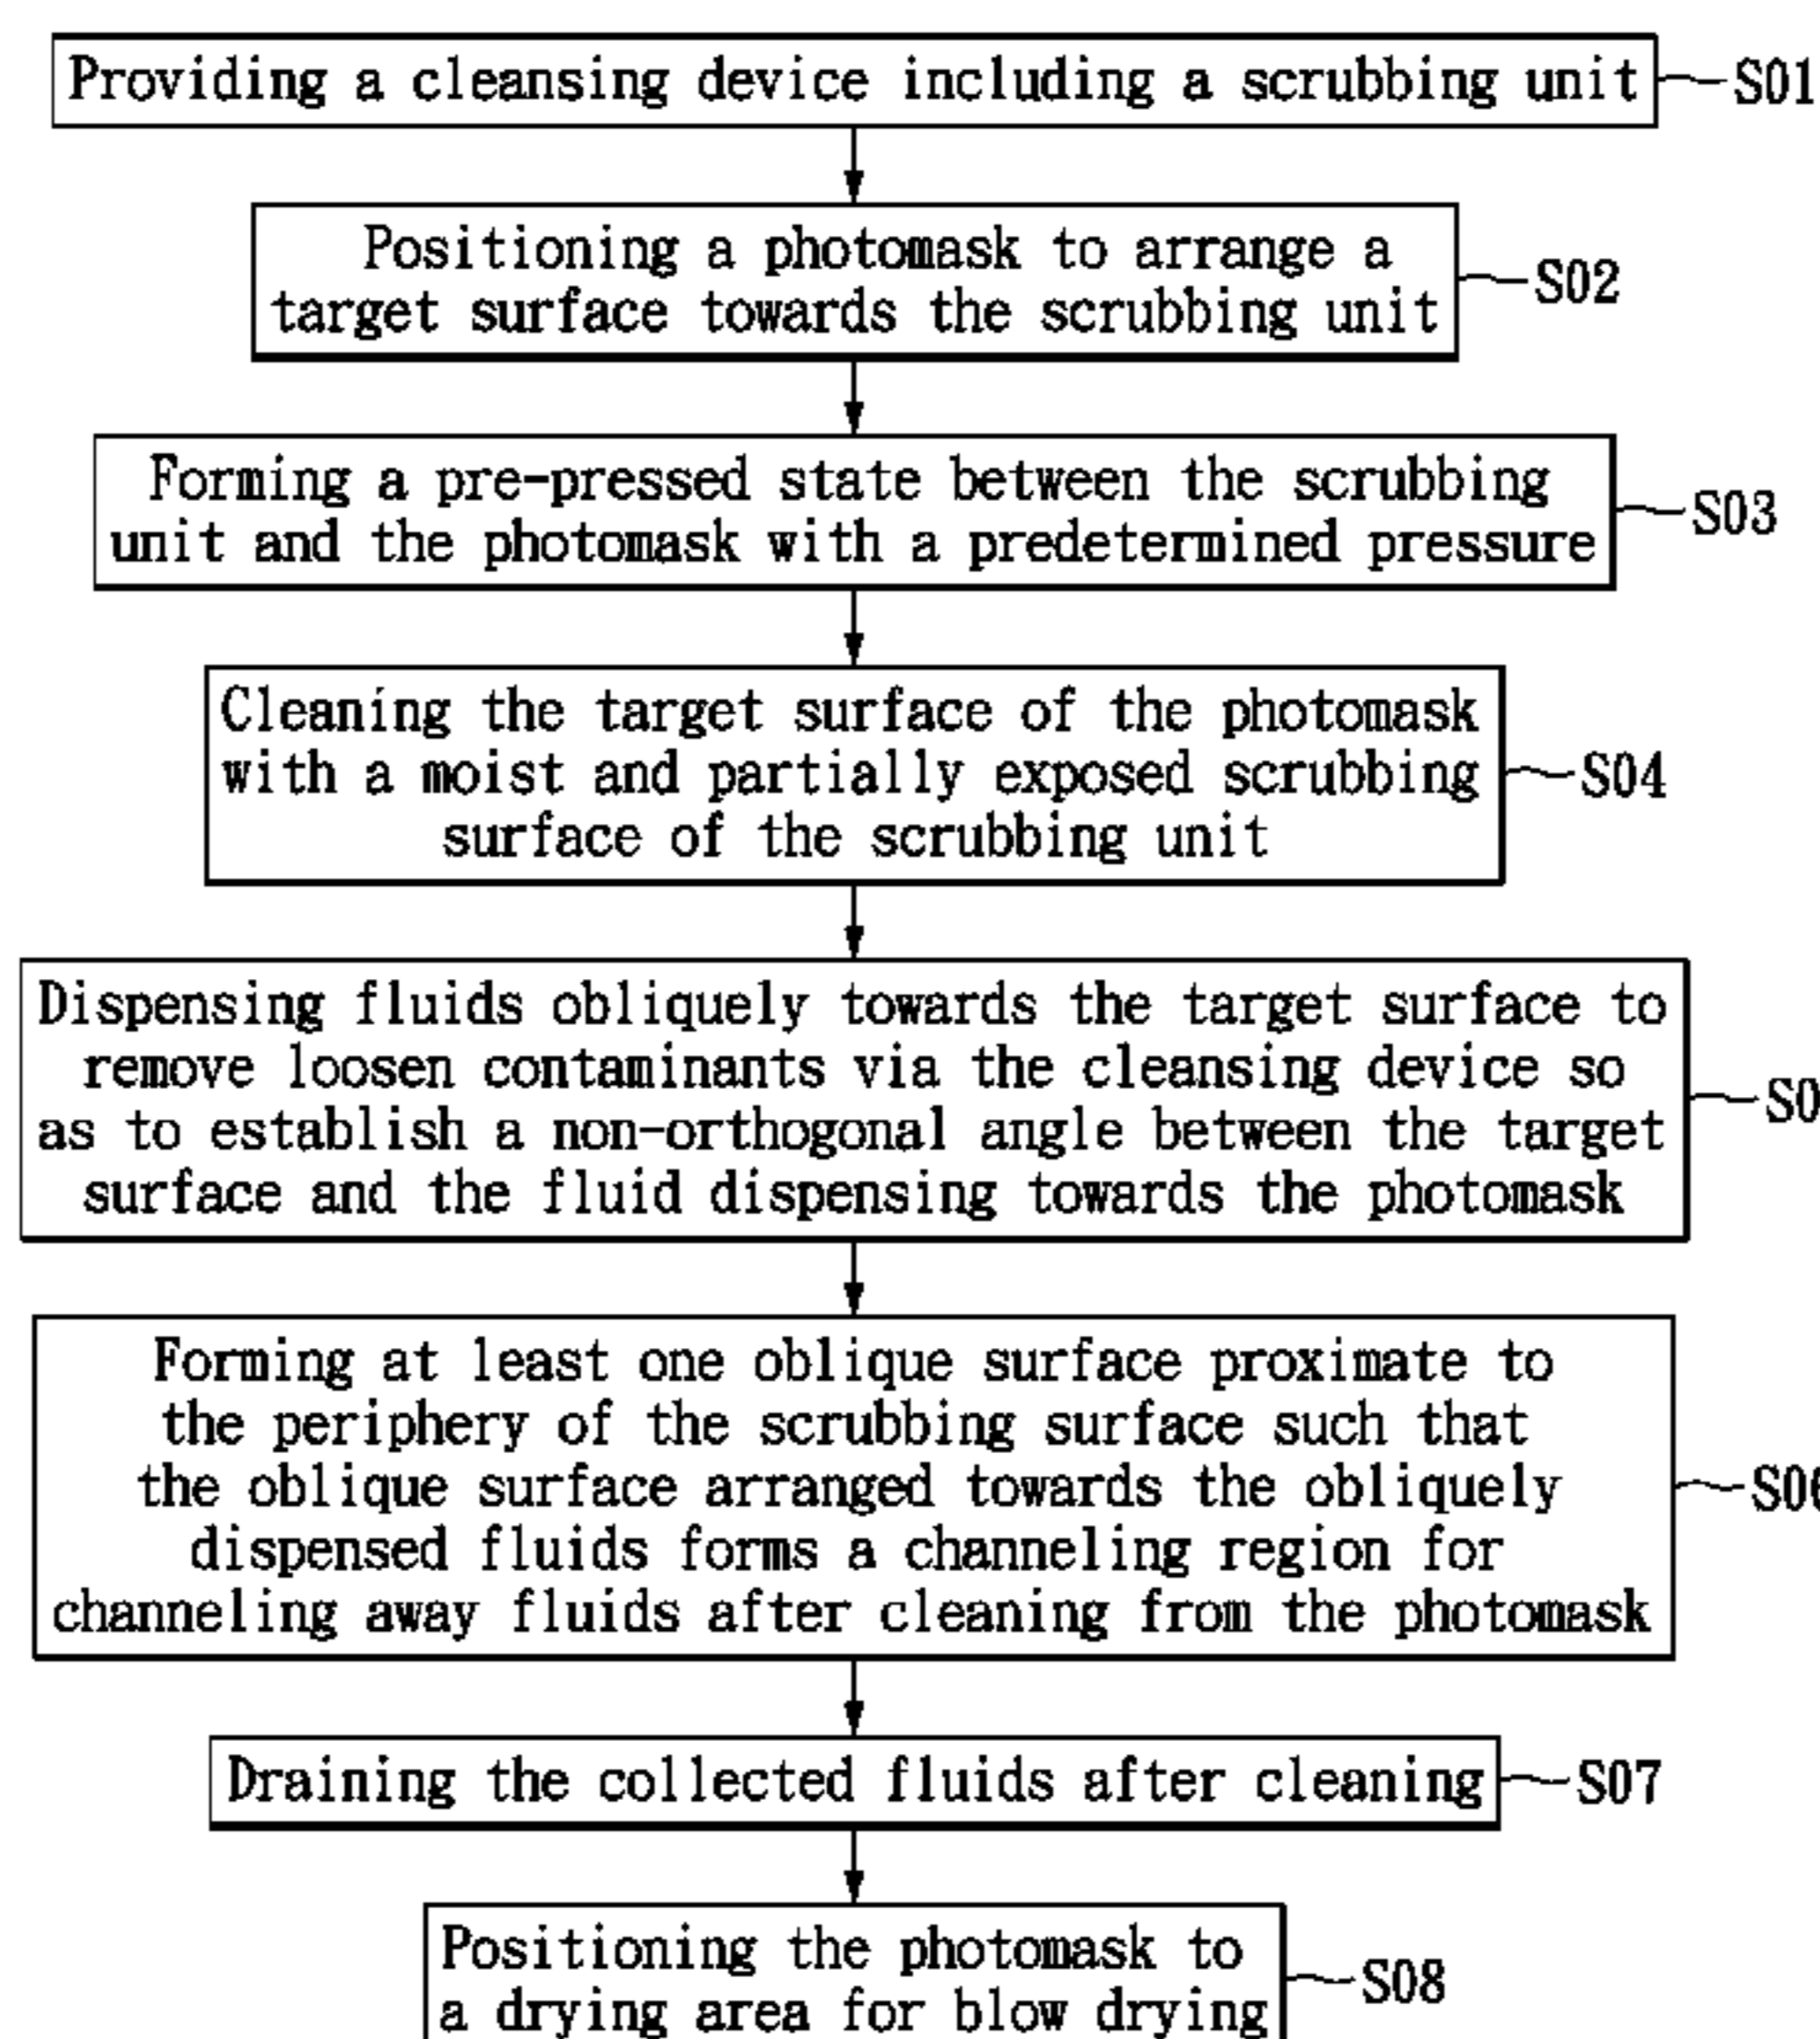 Providing a cleansing device including a scrubbing unit
S01
Positioning a photomask to arrange a
target surface towards the scrubbing unit
S02
Forming a pre-pressed state between the scrubbing
unit and the photomask with a predetermined pressure
S03
Cleaning the target surface of the photomask
with a moist and partially exposed scrubbing
surface of the scrubbing unit
S04
Dispensing fluids obliquely towards the target surface to
remove loosen contaminants via the cleansing device so
as to establish a non-orthogonal angle between the target
surface and the fluid dispensing towards the photomask
S0
Forming at least one oblique surface proximate to
the periphery of the scrubbing surface such that
the oblique surface arranged towards the obliquely
dispensed fluids forms a channeling region for
channeling away fluids after cleaning from the photomask
S06
Draining the collected fluids after cleaning
S07
Positioning the photomask to
a drying area for blow drying
S08